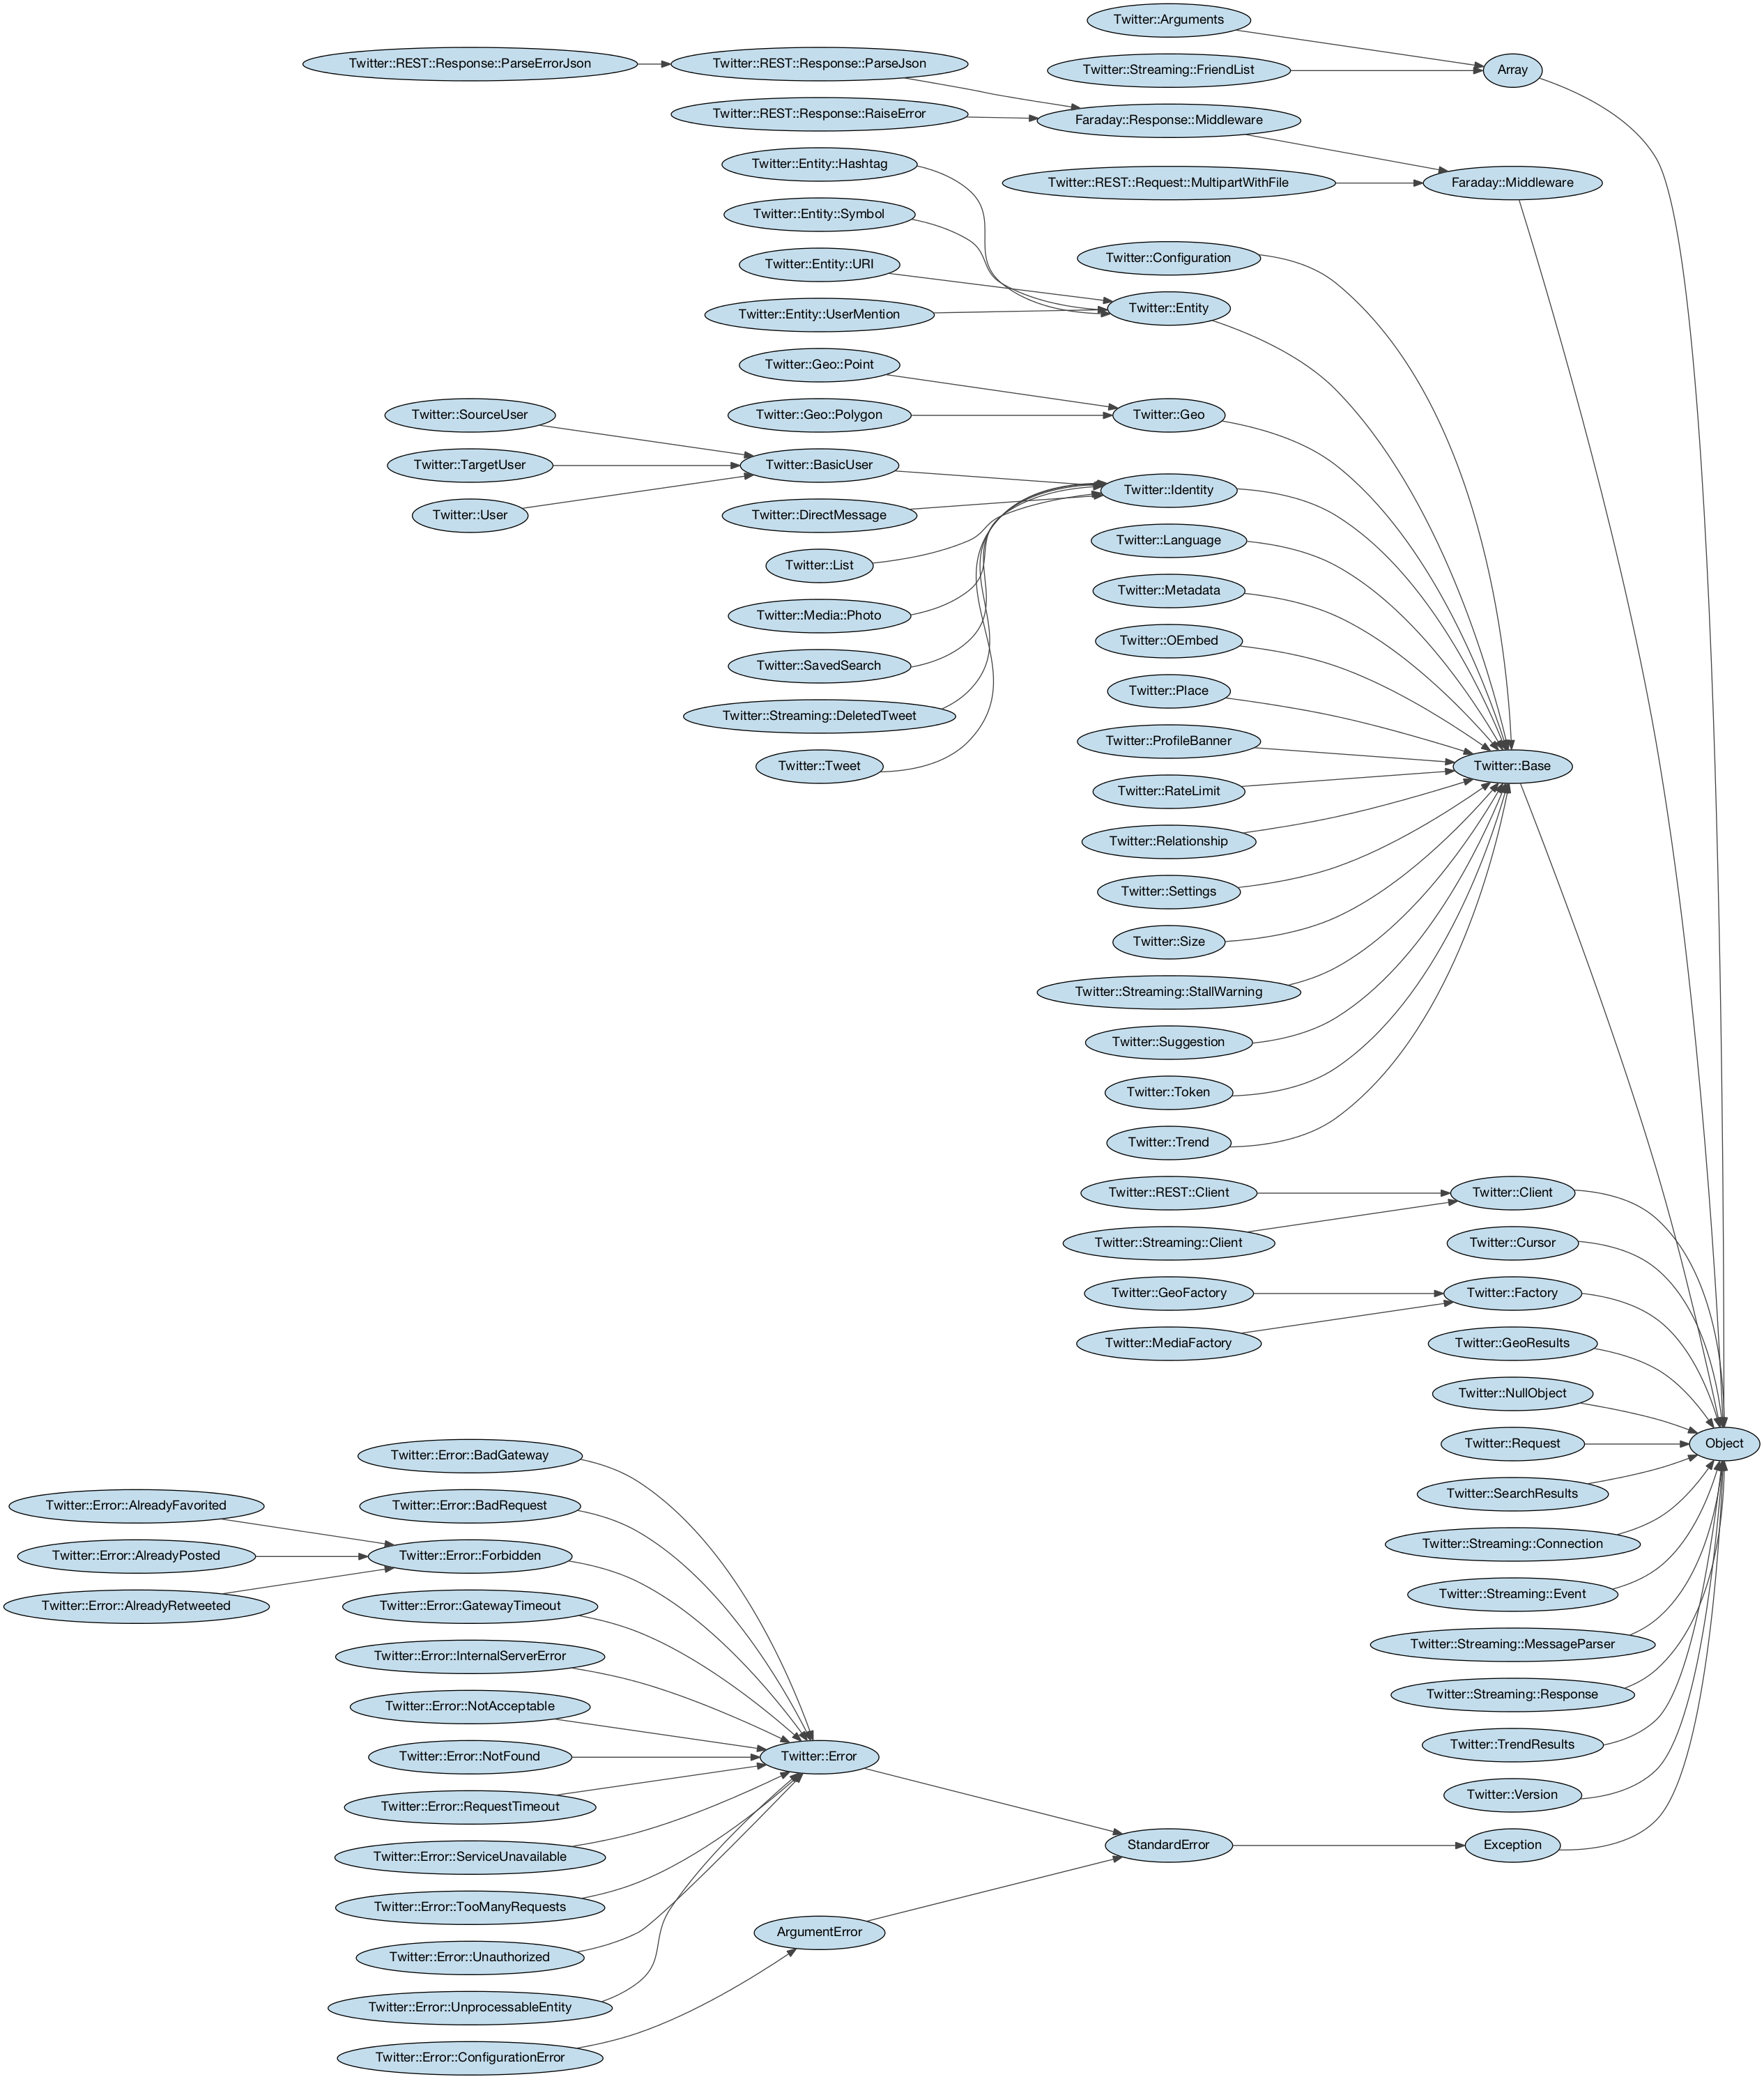 Twitter::Arguments
Twitter::REST::Response::ParseErrorJson
Twitter::REST::Response::ParseJson
Twitter::Streaming::FriendList
Array
Twitter::REST::Response::RaiseError
Faraday::Response::Middleware
Twitter::Entity::Hashtag
Twitter::REST::Request::MultipartWithFile
Faraday::Middleware
Twitter::Entity::Symbol
Twitter::Configuration
Twitter::Entity::URI
Twitter::Entity
Twitter::Entity::UserMention
Twitter::Geo::Point
Twitter::SourceUser
Twitter::Geo::Polygon
Twitter::Geo
Twitter::TargetUser
Twitter::BasicUser
Twitter::Identity
Twitter::User
Twitter::DirectMessage
Twitter::Language
Twitter::List
Twitter::Metadata
Twitter::Media::Photo
Twitter::OEmbed
Twitter::SavedSearch
Twitter::Place
Twitter::Streaming::DeletedTweet
Twitter::ProfileBanner
Twitter::Tweet
Twitter::Base
Twitter::RateLimit
Twitter::Relationship
Twitter::Settings
Twitter::Size
Twitter::Streaming::StallWarning
Twitter::Suggestion
Twitter::Token
Twitter::Trend
Twitter::REST::Client
Twitter::Client
Twitter::Streaming::Client
Twitter::Cursor
Twitter::GeoFactory
Twitter::Factory
Twitter::MediaFactory
Twitter::GeoResults
Twitter::NullObject
Twitter::Request
Object
Twitter::Error::BadGateway
Twitter::SearchResults
Twitter::Error::AlreadyFavorited
Twitter::Error::BadRequest
Twitter::Streaming::Connection
Twitter::Error::AlreadyPosted
Twitter::Error::Forbidden
Twitter::Streaming::Event
Twitter::Error::AlreadyRetweeted
Twitter::Error::GatewayTimeout
Twitter::Streaming::MessageParser
Twitter::Error::InternalServerError
Twitter::Streaming::Response
Twitter::Error::NotAcceptable
Twitter::TrendResults
Twitter::Error::NotFound
Twitter::Error
Twitter::Version
Twitter::Error::RequestTimeout
StandardError
Exception
Twitter::Error::ServiceUnavailable
Twitter::Error::TooManyRequests
ArgumentError
Twitter::Error::Unauthorized
Twitter::Error::UnprocessableEntity
Twitter::Error::ConfigurationError